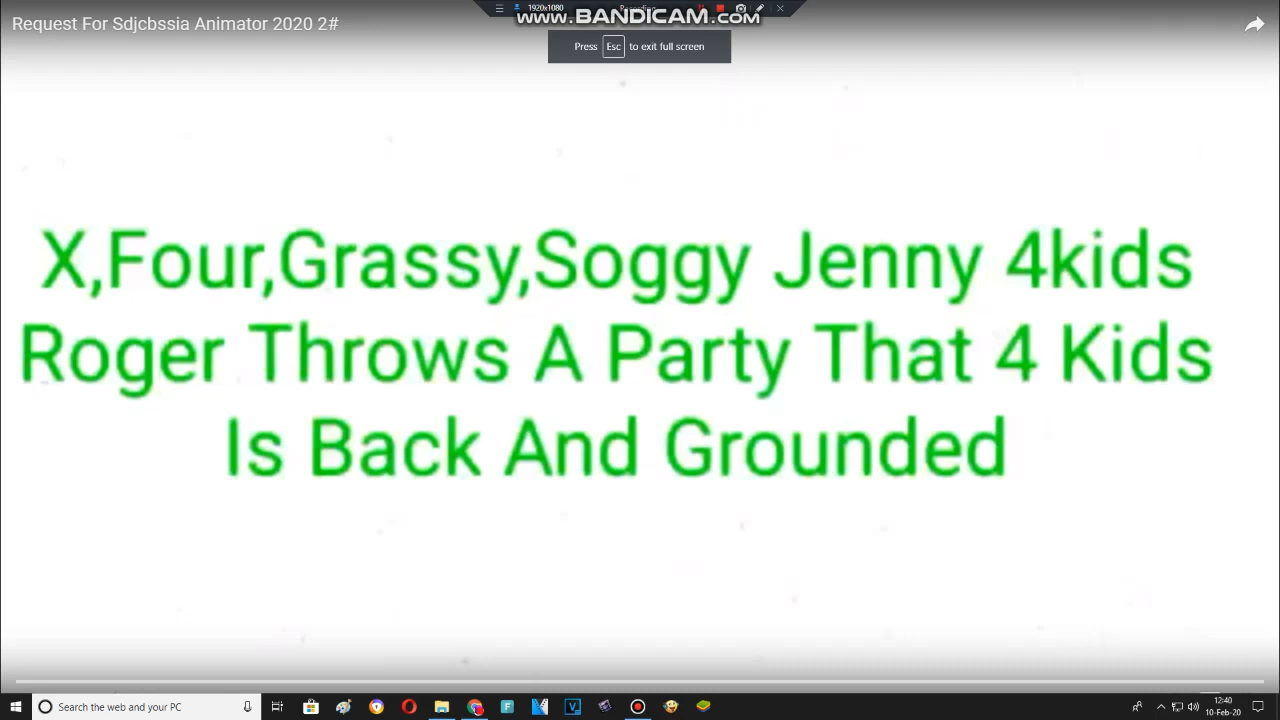 Request For Sdjcbssia Animator 2020 2#
1920x1080
Recording
www.BANDICAM.com
Press Esc to exit full screen
X,Four,Grassy,Soggy Jenny 4kids
Roger Throws A Party That 4 Kids
Is Back And Grounded
Search the web and your PC
12:40
10-Feb-20